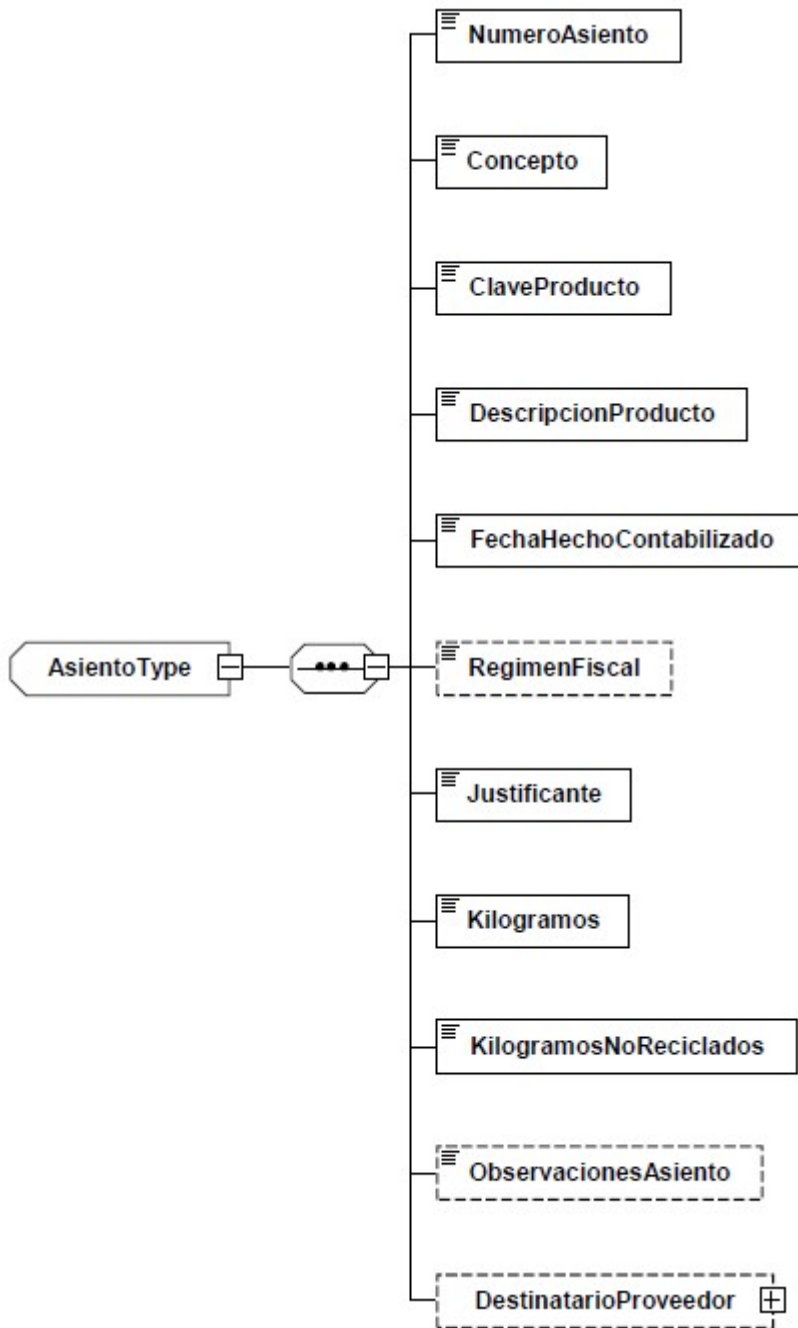 NumeroAsiento
Concepto
ClaveProducto
DescripcionProducto
FechaHechoContabilizado
AsientoType
RegimenFiscal
Justificante
Kilogramos
KilogramosNoReciclados
ObservacionesAsiento
DestinatarioProveedor